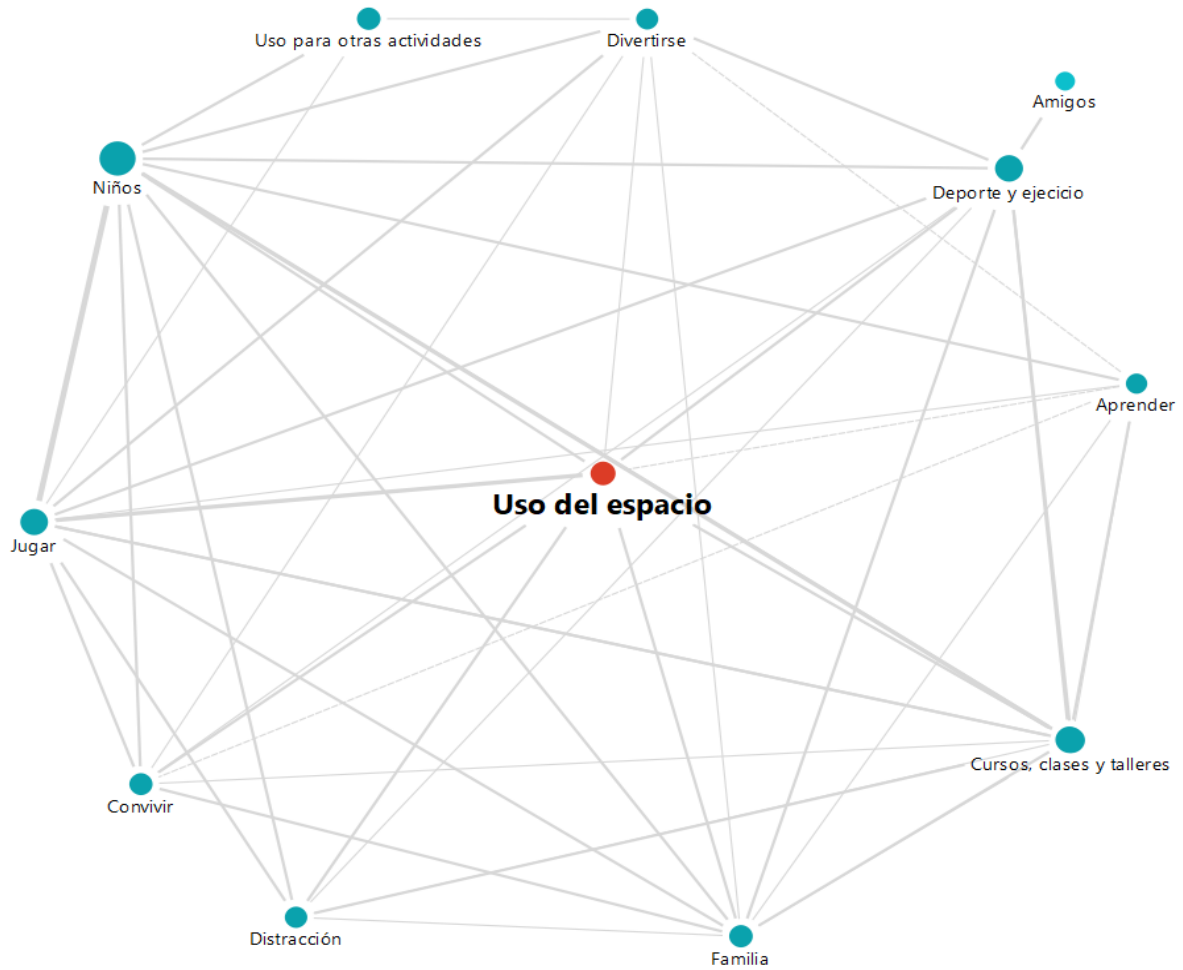 Uso para otras actividades
Divertirse
Amigos
Niños
Deporte y ejecicio
Aprender
Uso del espacio
Jugar
Cursos, clases y talleres
Convivir
Distracción
Familia